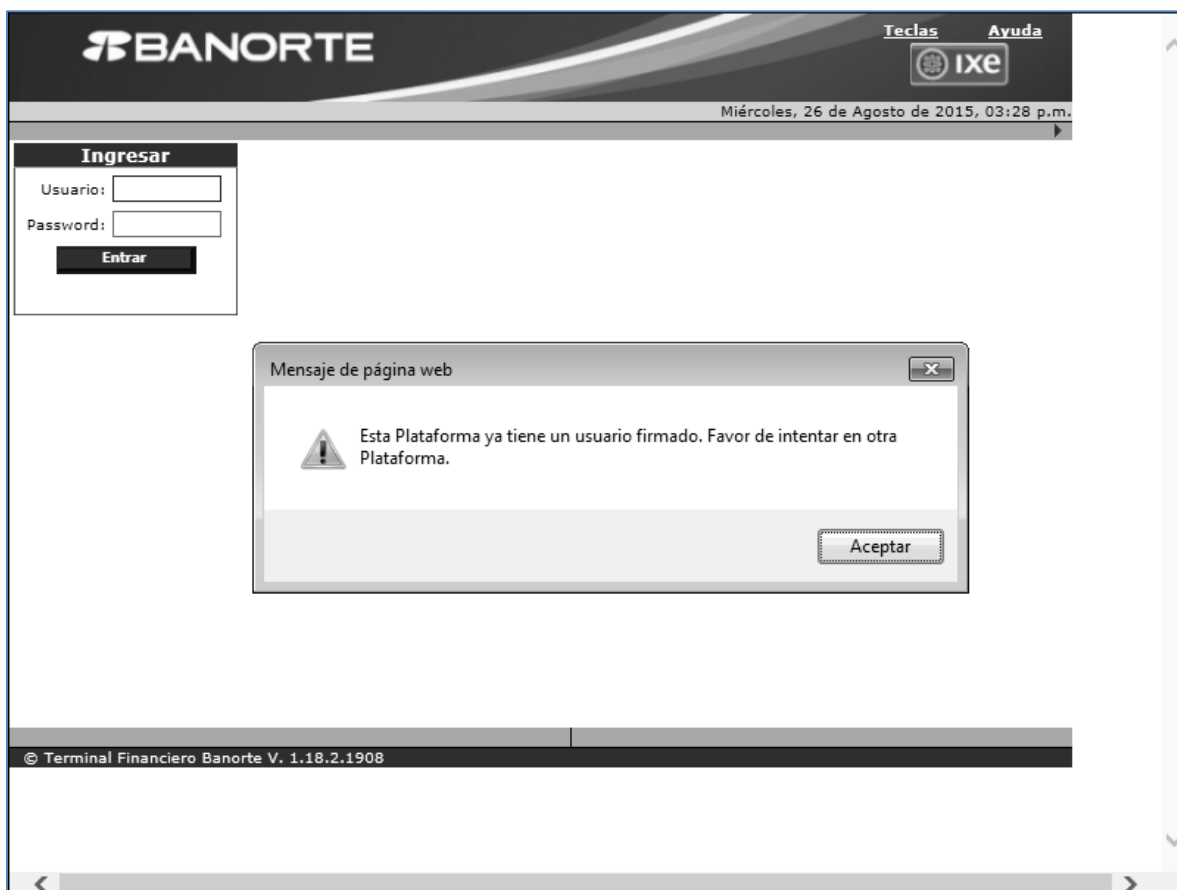 BANORTE
Teclas Ayuda
ixe
Miércoles, 26 de Agosto de 2015, 03:28 p.m.
Ingresar
Usuario:
Password:
Entrar
Mensaje de página web
Esta Plataforma ya tiene un usuario firmado. Favor de intentar en otra
Plataforma.
Aceptar
© Terminal Financiero Banorte V. 1.18.2.1908